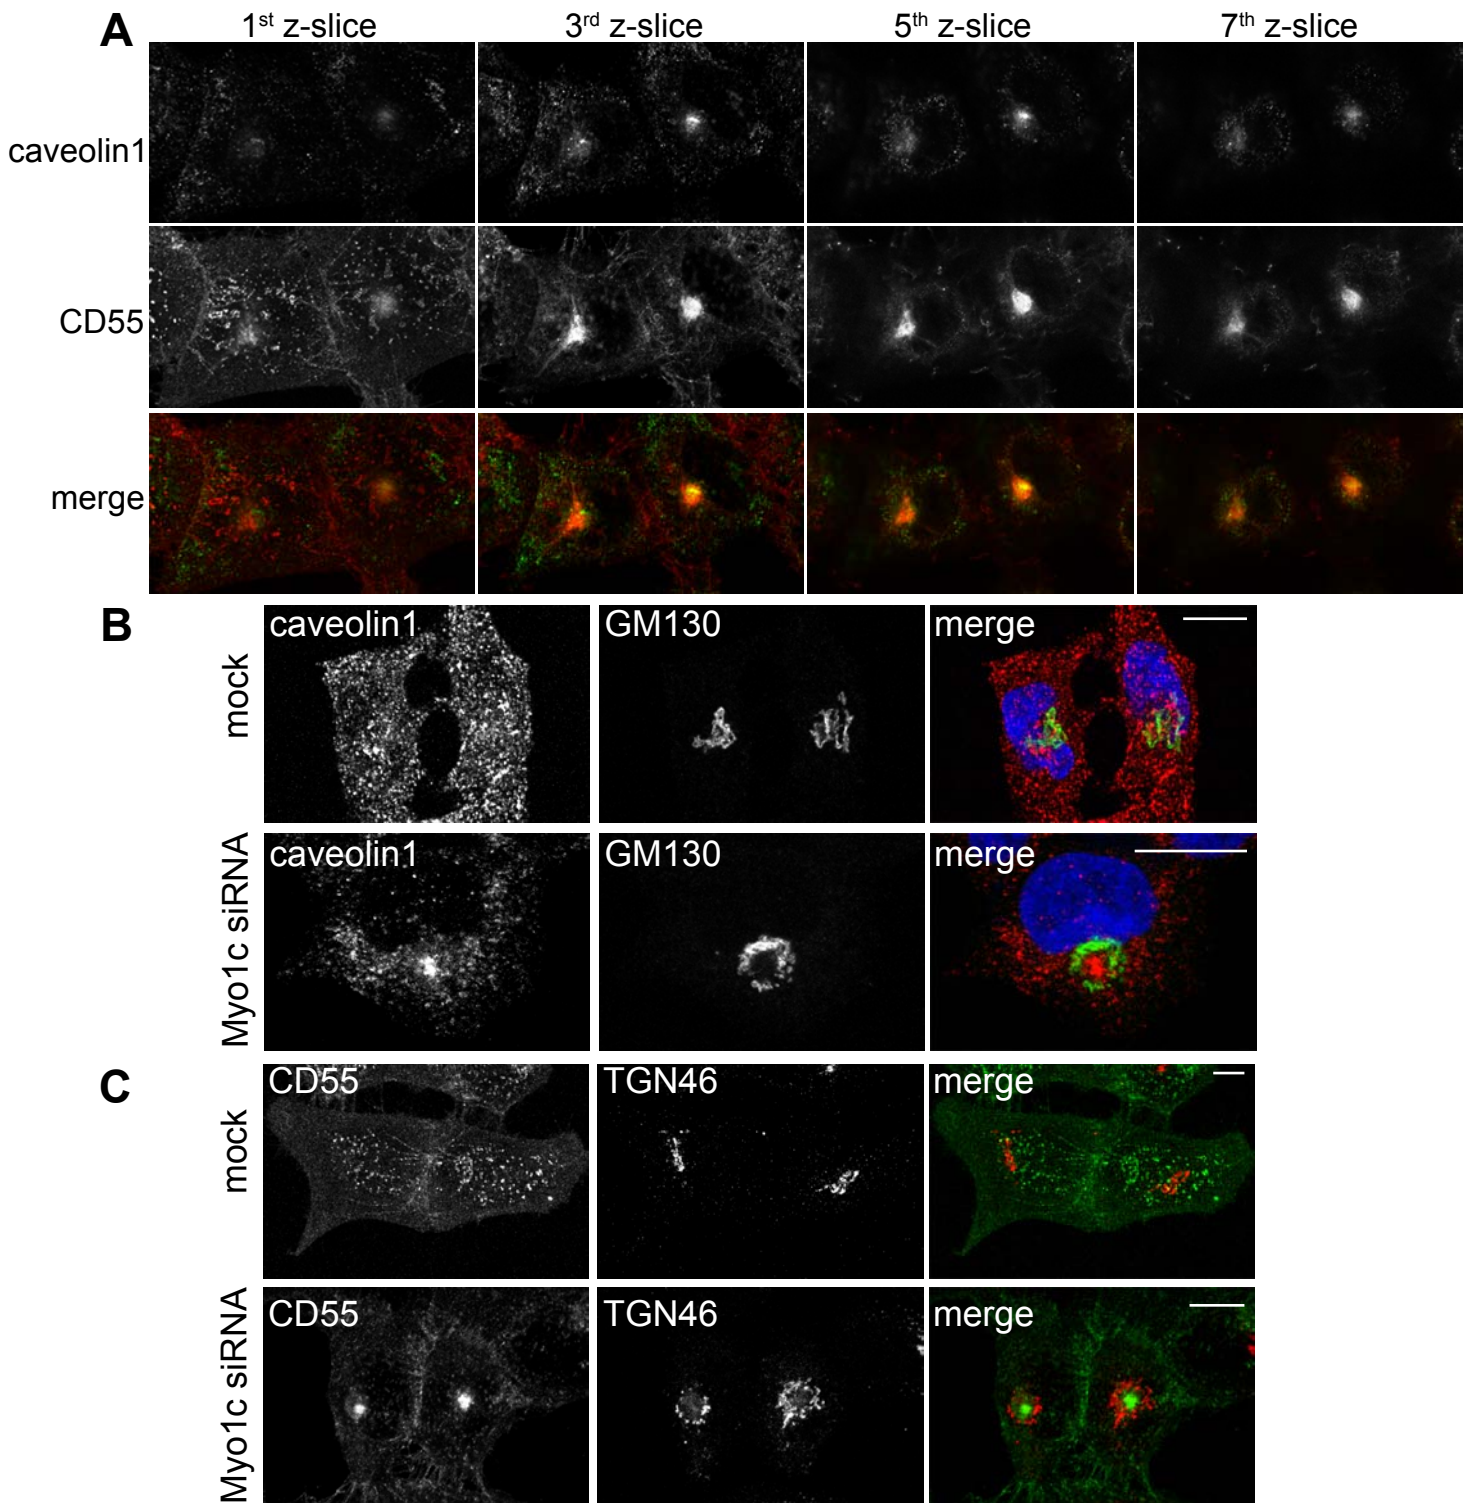 A
1st z-slice 3rd z-slice 5th z-slice 7th z-slice
caveolin1
CD55
merge
B
mock
caveolin1 GM130 merge
Myo1c siRNA
caveolin1 GM130 merge
C
mock
CD55 TGN46 merge
Myo1c siRNA
CD55 TGN46 merge